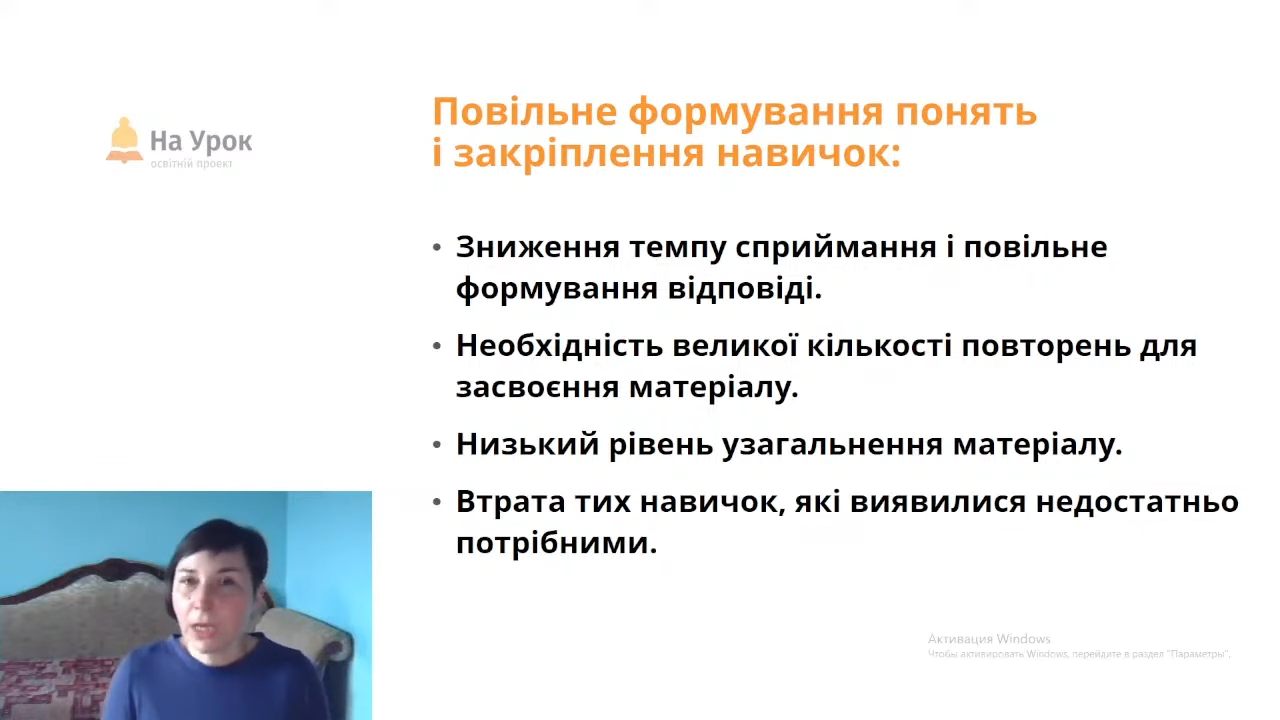 На Урок
освітній проект
Повільне формування понять
і закріплення навичок:
• Зниження темпу сприймання і повільне
формування відповіді.
• Необхідність великої кількості повторень для
засвоєння матеріалу.
• Низький рівень узагальнення матеріалу.
• Втрата тих навичок, які виявилися недостатньо
потрібними.
Активация Windows
Чтобы активировать Windows, перейдите в раздел "Параметры".